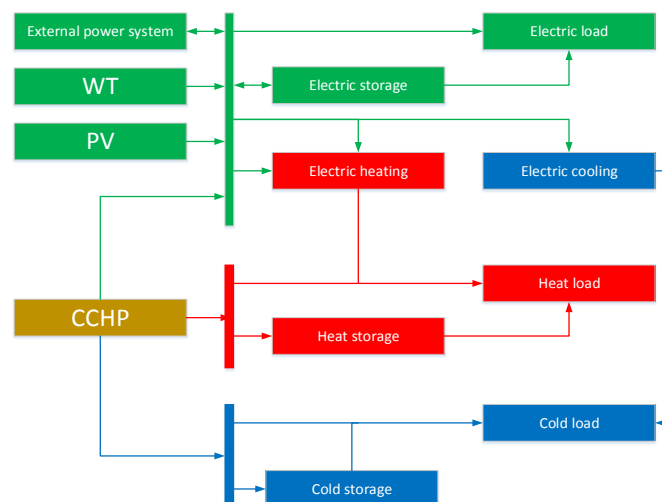 External power system
Electric load
WT
Electric storage
PV
Electric heating
Electric cooling
CCHP
Heat load
Heat storage
Cold load
Cold storage